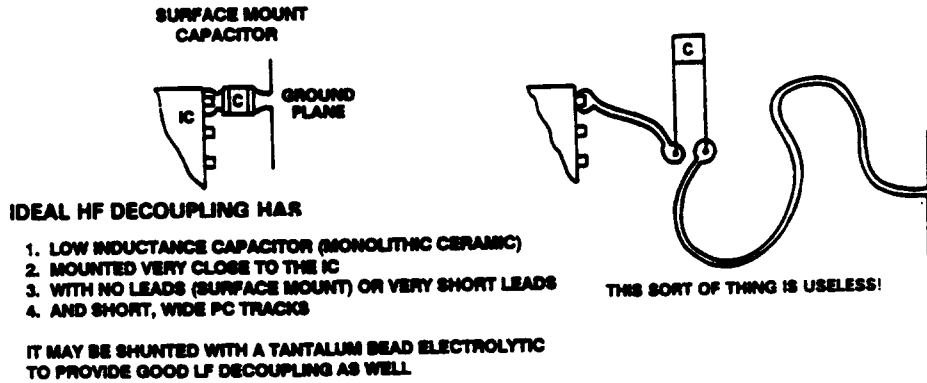 SURFACE MOUNT
CAPACITOR
C
IC
GROUND
PLANE
C
IDEAL HF DECOUPLING HAS
1. LOW INDUCTANCE CAPACITOR (MONOLITHIC CERAMIC)
2. MOUNTED VERY CLOSE TO THE IC
3. WITH NO LEADS (SURFACE MOUNT) OR VERY SHORT LEADS
4. AND SHORT, WIDE PC TRACKS
IT MAY BE SHUNTED WITH A TANTALUM BEAD ELECTROLYTIC
TO PROVIDE GOOD LF DECOUPLING AS WELL
THIS SORT OF THING IS USELESS!